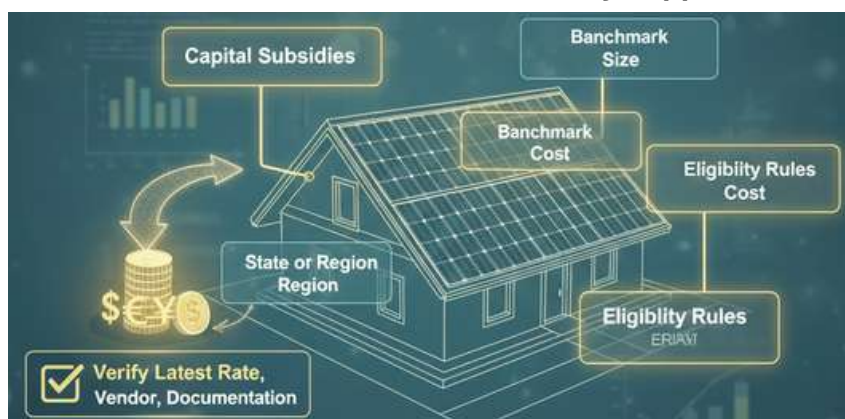 Capital Subsidies
Banchmark
Size
Banchmark
Cost
Eligibiity Rules
Cost
State or Region
Region
Eligiblity Rules
$€¥
$
Verify Latest Rate,
Vendor, Documentation